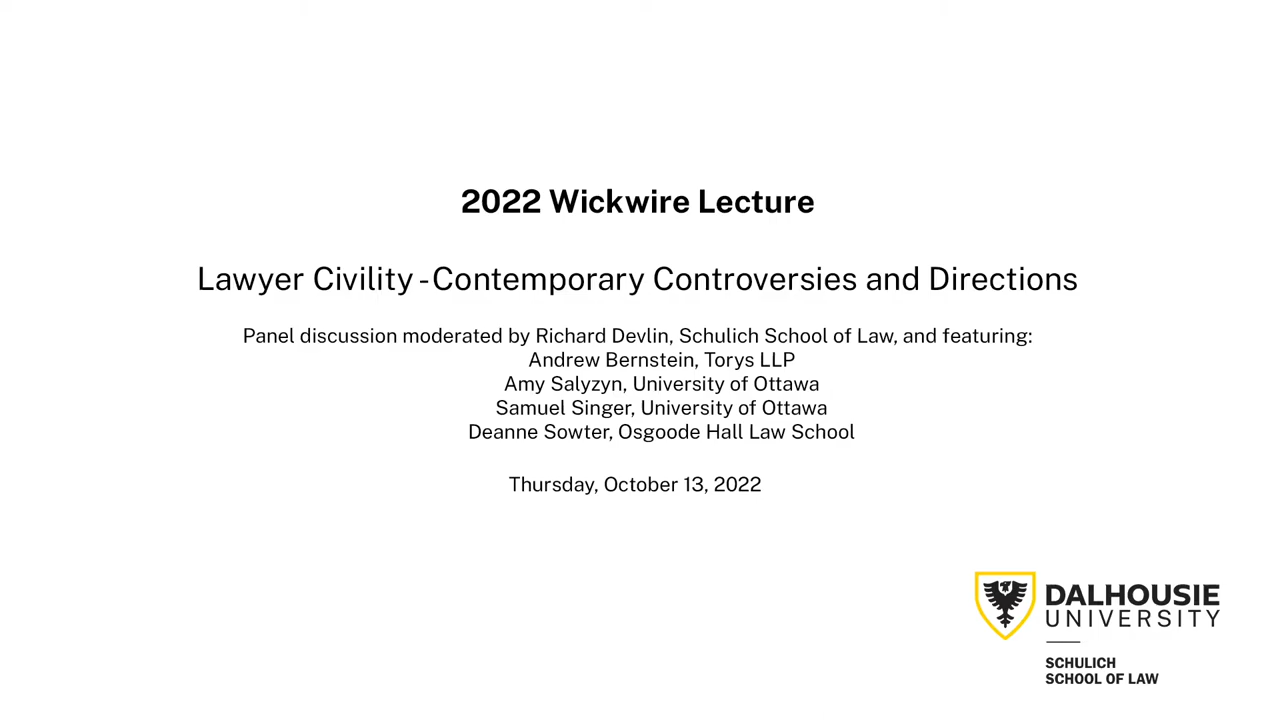 2022 Wickwire Lecture
Lawyer Civility - Contemporary Controversies and Directions
Panel discussion moderated by Richard Devlin, Schulich School of Law, and featuring:
Andrew Bernstein, Torys LLP
Amy Salyzyn, University of Ottawa
Samuel Singer, University of Ottawa
Deanne Sowter, Osgoode Hall Law School
Thursday, October 13, 2022
DALHOUSIE
UNIVERSITY
SCHULICH
SCHOOL OF LAW